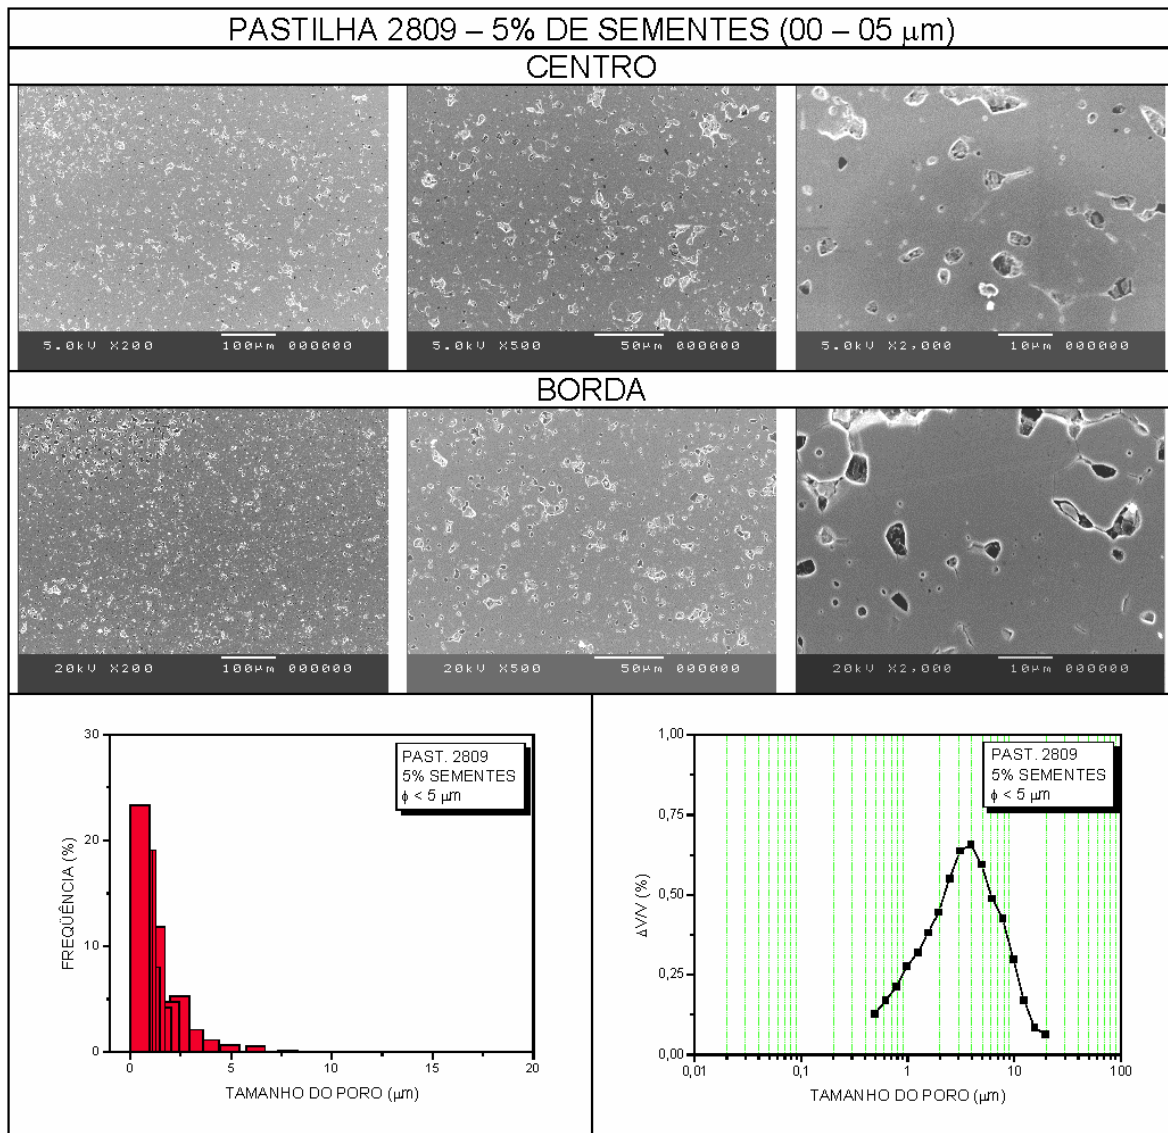 PASTILHA 2809 – 5% DE SEMENTES (00 – 05 µm)
CENTRO
5.0kV X200 100µm 000000
5.0kV X500 50µm 000000
5.0kV X2,000 10µm 000000
BORDA
20kV X200 100µm 000000
20kV X500 50µm 000000
20kV X2,000 10µm 000000
30
20
10
0
FREQÜÊNCIA (%)
PAST. 2809
5% SEMENTES
ϕ < 5 µm
0 5 10 15 20
TAMANHO DO PORO (µm)
1,00
0,75
0,50
0,25
0,00
ΔV/V (%)
PAST. 2809
5% SEMENTES
ϕ < 5 µm
0,01 0,1 1 10 100
TAMANHO DO PORO (µm)